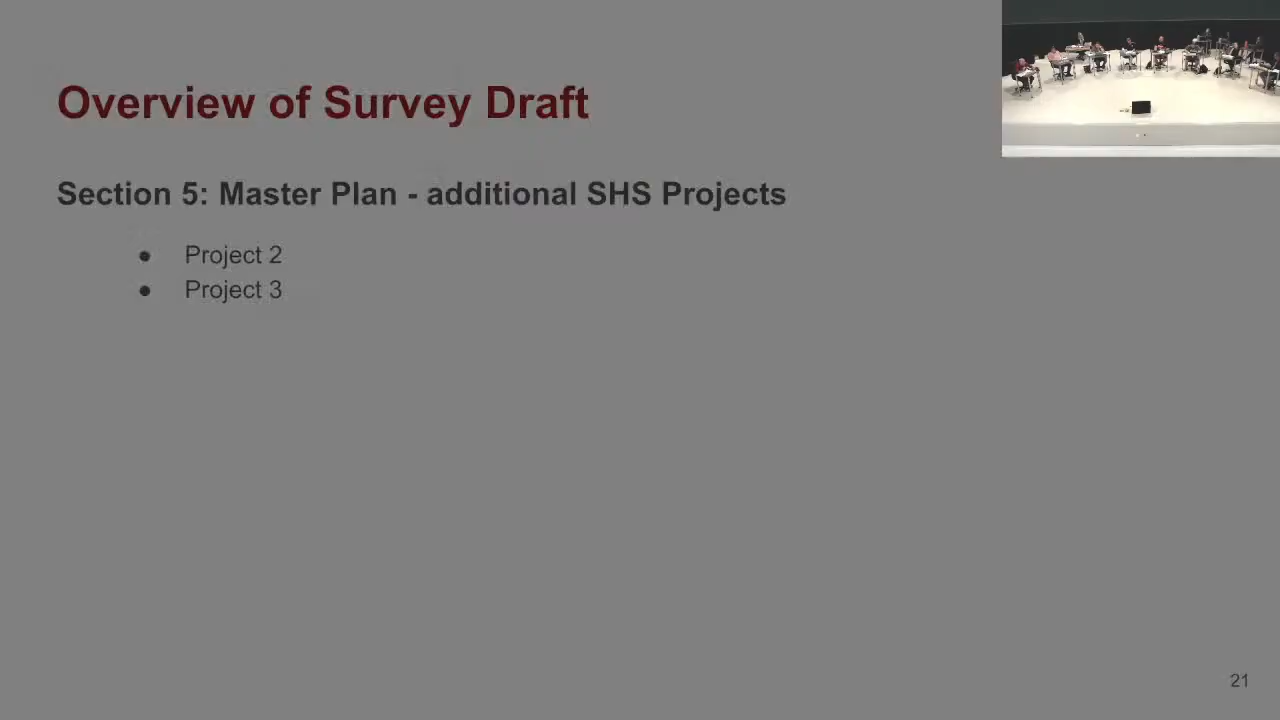 Overview of Survey Draft
Section 5: Master Plan - additional SHS Projects
● Project 2
● Project 3
21